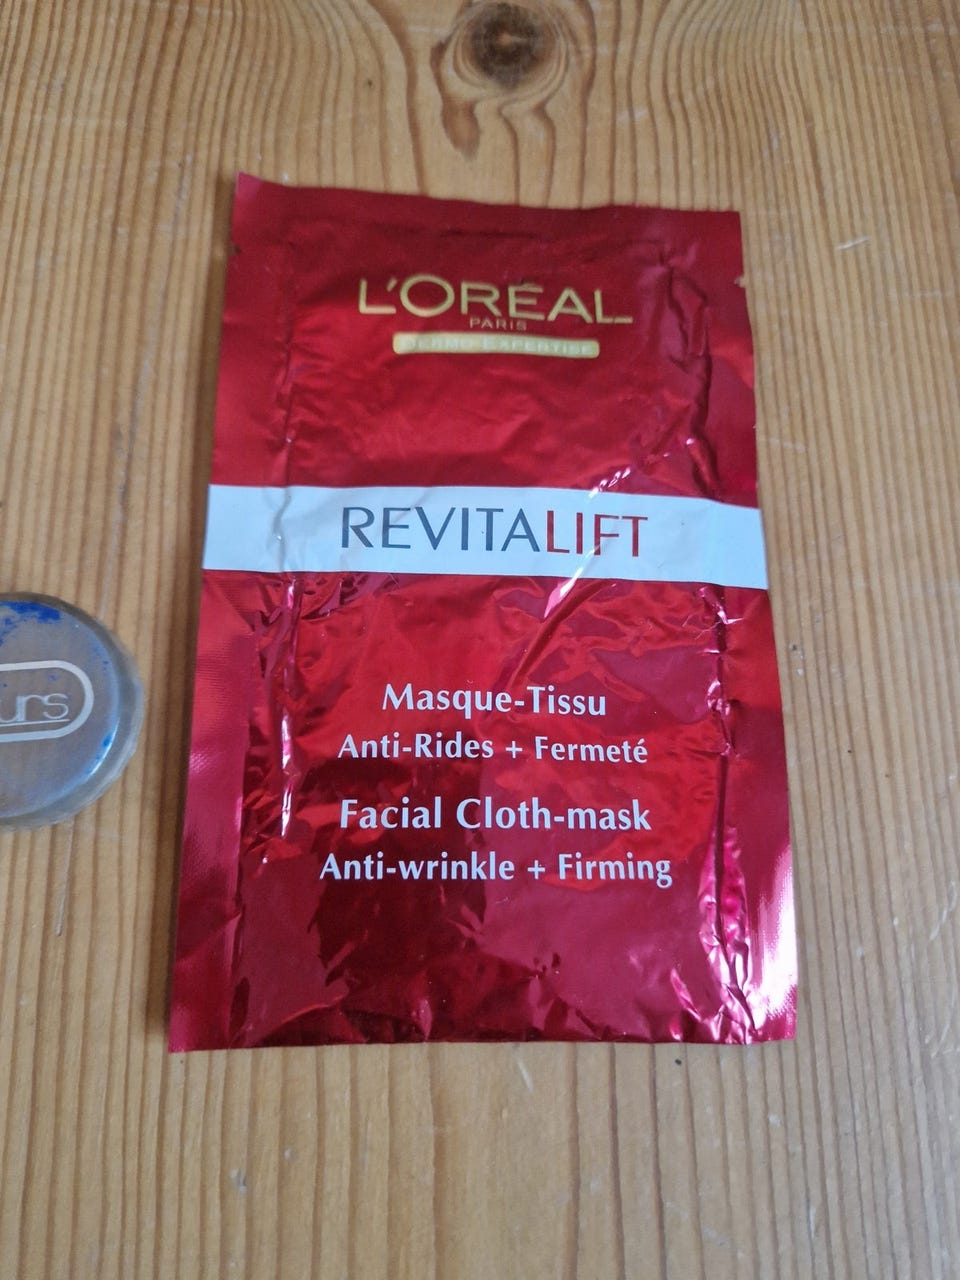 L'ORÉAL
PARIS
DERMO-EXPERTISE
REVITALIFT
Masque-Tissu
Anti-Rides + Fermeté
Facial Cloth-mask
Anti-wrinkle + Firming